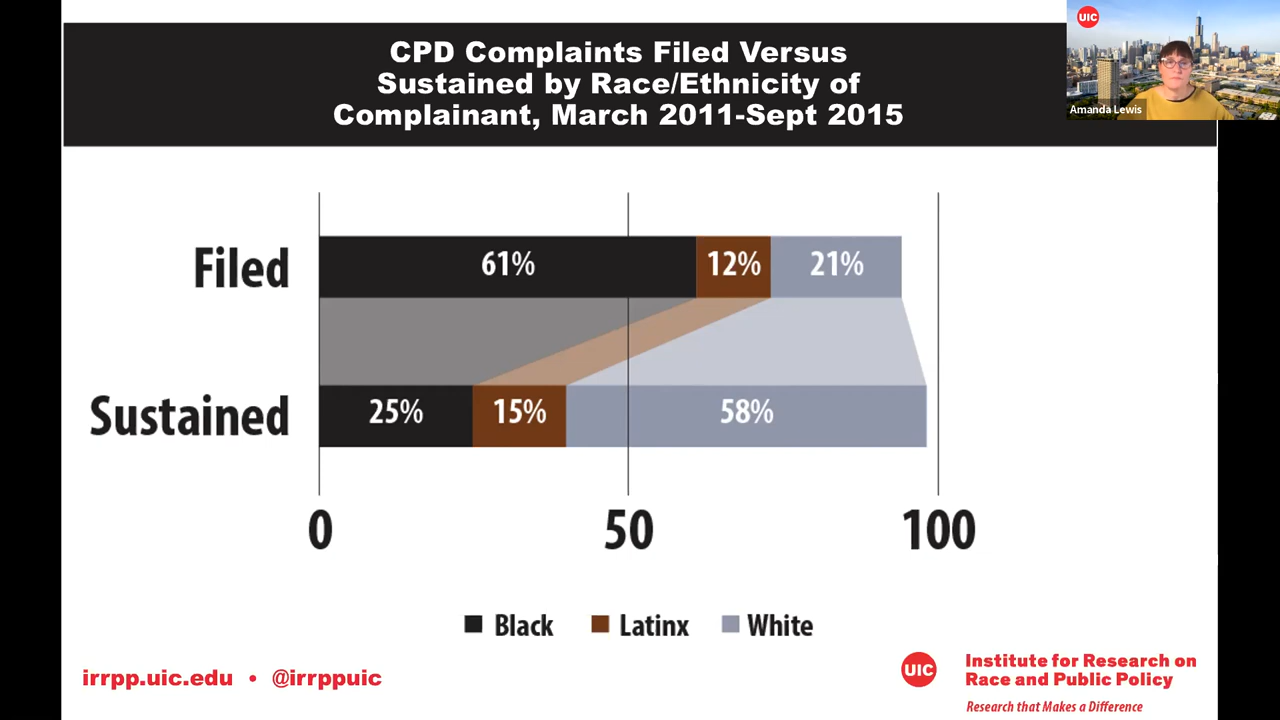 CPD Complaints Filed Versus
Sustained by Race/Ethnicity of
Complainant, March 2011-Sept 2015
UIC
Amanda Lewis
Filed
61%
12%
21%
Sustained
25%
15%
58%
0
50
100
Black
Latinx
White
irrpp.uic.edu • @irrppuic
UIC
Institute for Research on
Race and Public Policy
Research that Makes a Difference